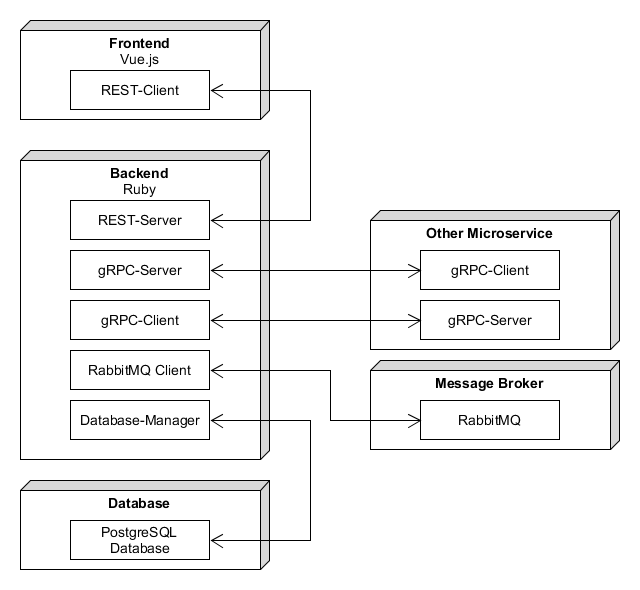 Frontend
Vue.js
REST-Client
Backend
Ruby
REST-Server
gRPC-Server
gRPC-Client
RabbitMQ Client
Database-Manager
Other Microservice
gRPC-Client
gRPC-Server
Message Broker
RabbitMQ
Database
PostgreSQL
Database